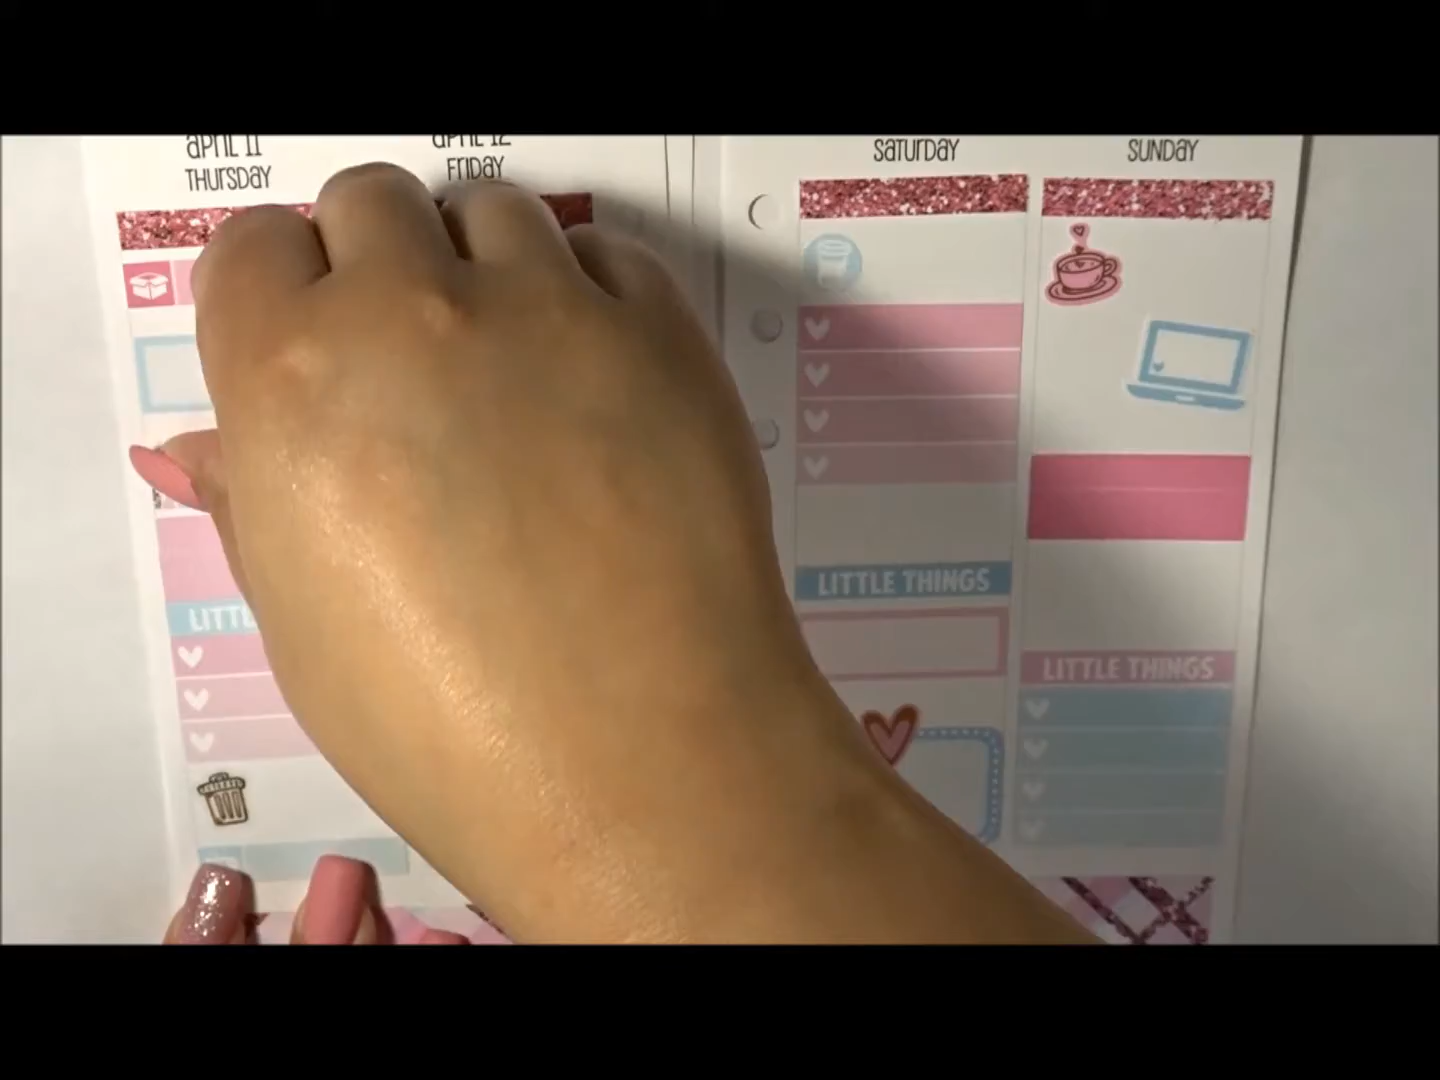 APRIL 11
THURSDAY
APRIL 12
FRIDAY
SATURDAY
SUNDAY
LITTLE THINGS
LITTLE THINGS